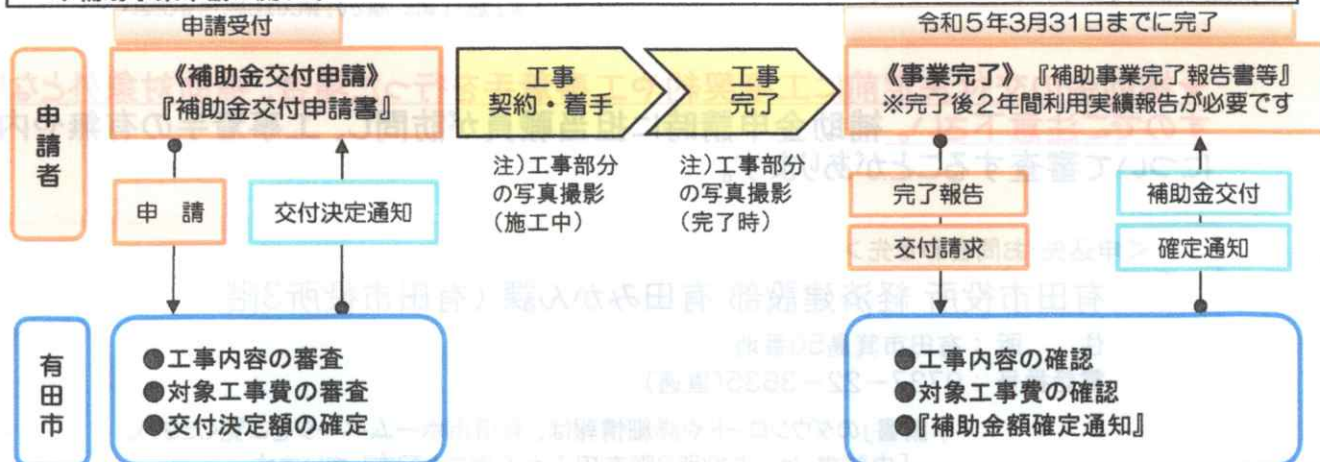 申請受付
令和5年3月31日までに完了
申請者
《補助金交付申請》
『補助金交付申請書』
工事
契約・着手
工事
完了
《事業完了》『補助事業完了報告書等』
※完了後2年間利用実績報告が必要です
注)工事部分
の写真撮影
(施工中)
注)工事部分
の写真撮影
(完了時)
申 請
交付決定通知
完了報告
交付請求
補助金交付
確定通知
有田市
●工事内容の審査
●対象工事費の審査
●交付決定額の確定
●工事内容の確認
●対象工事費の確認
●『補助金額確定通知』